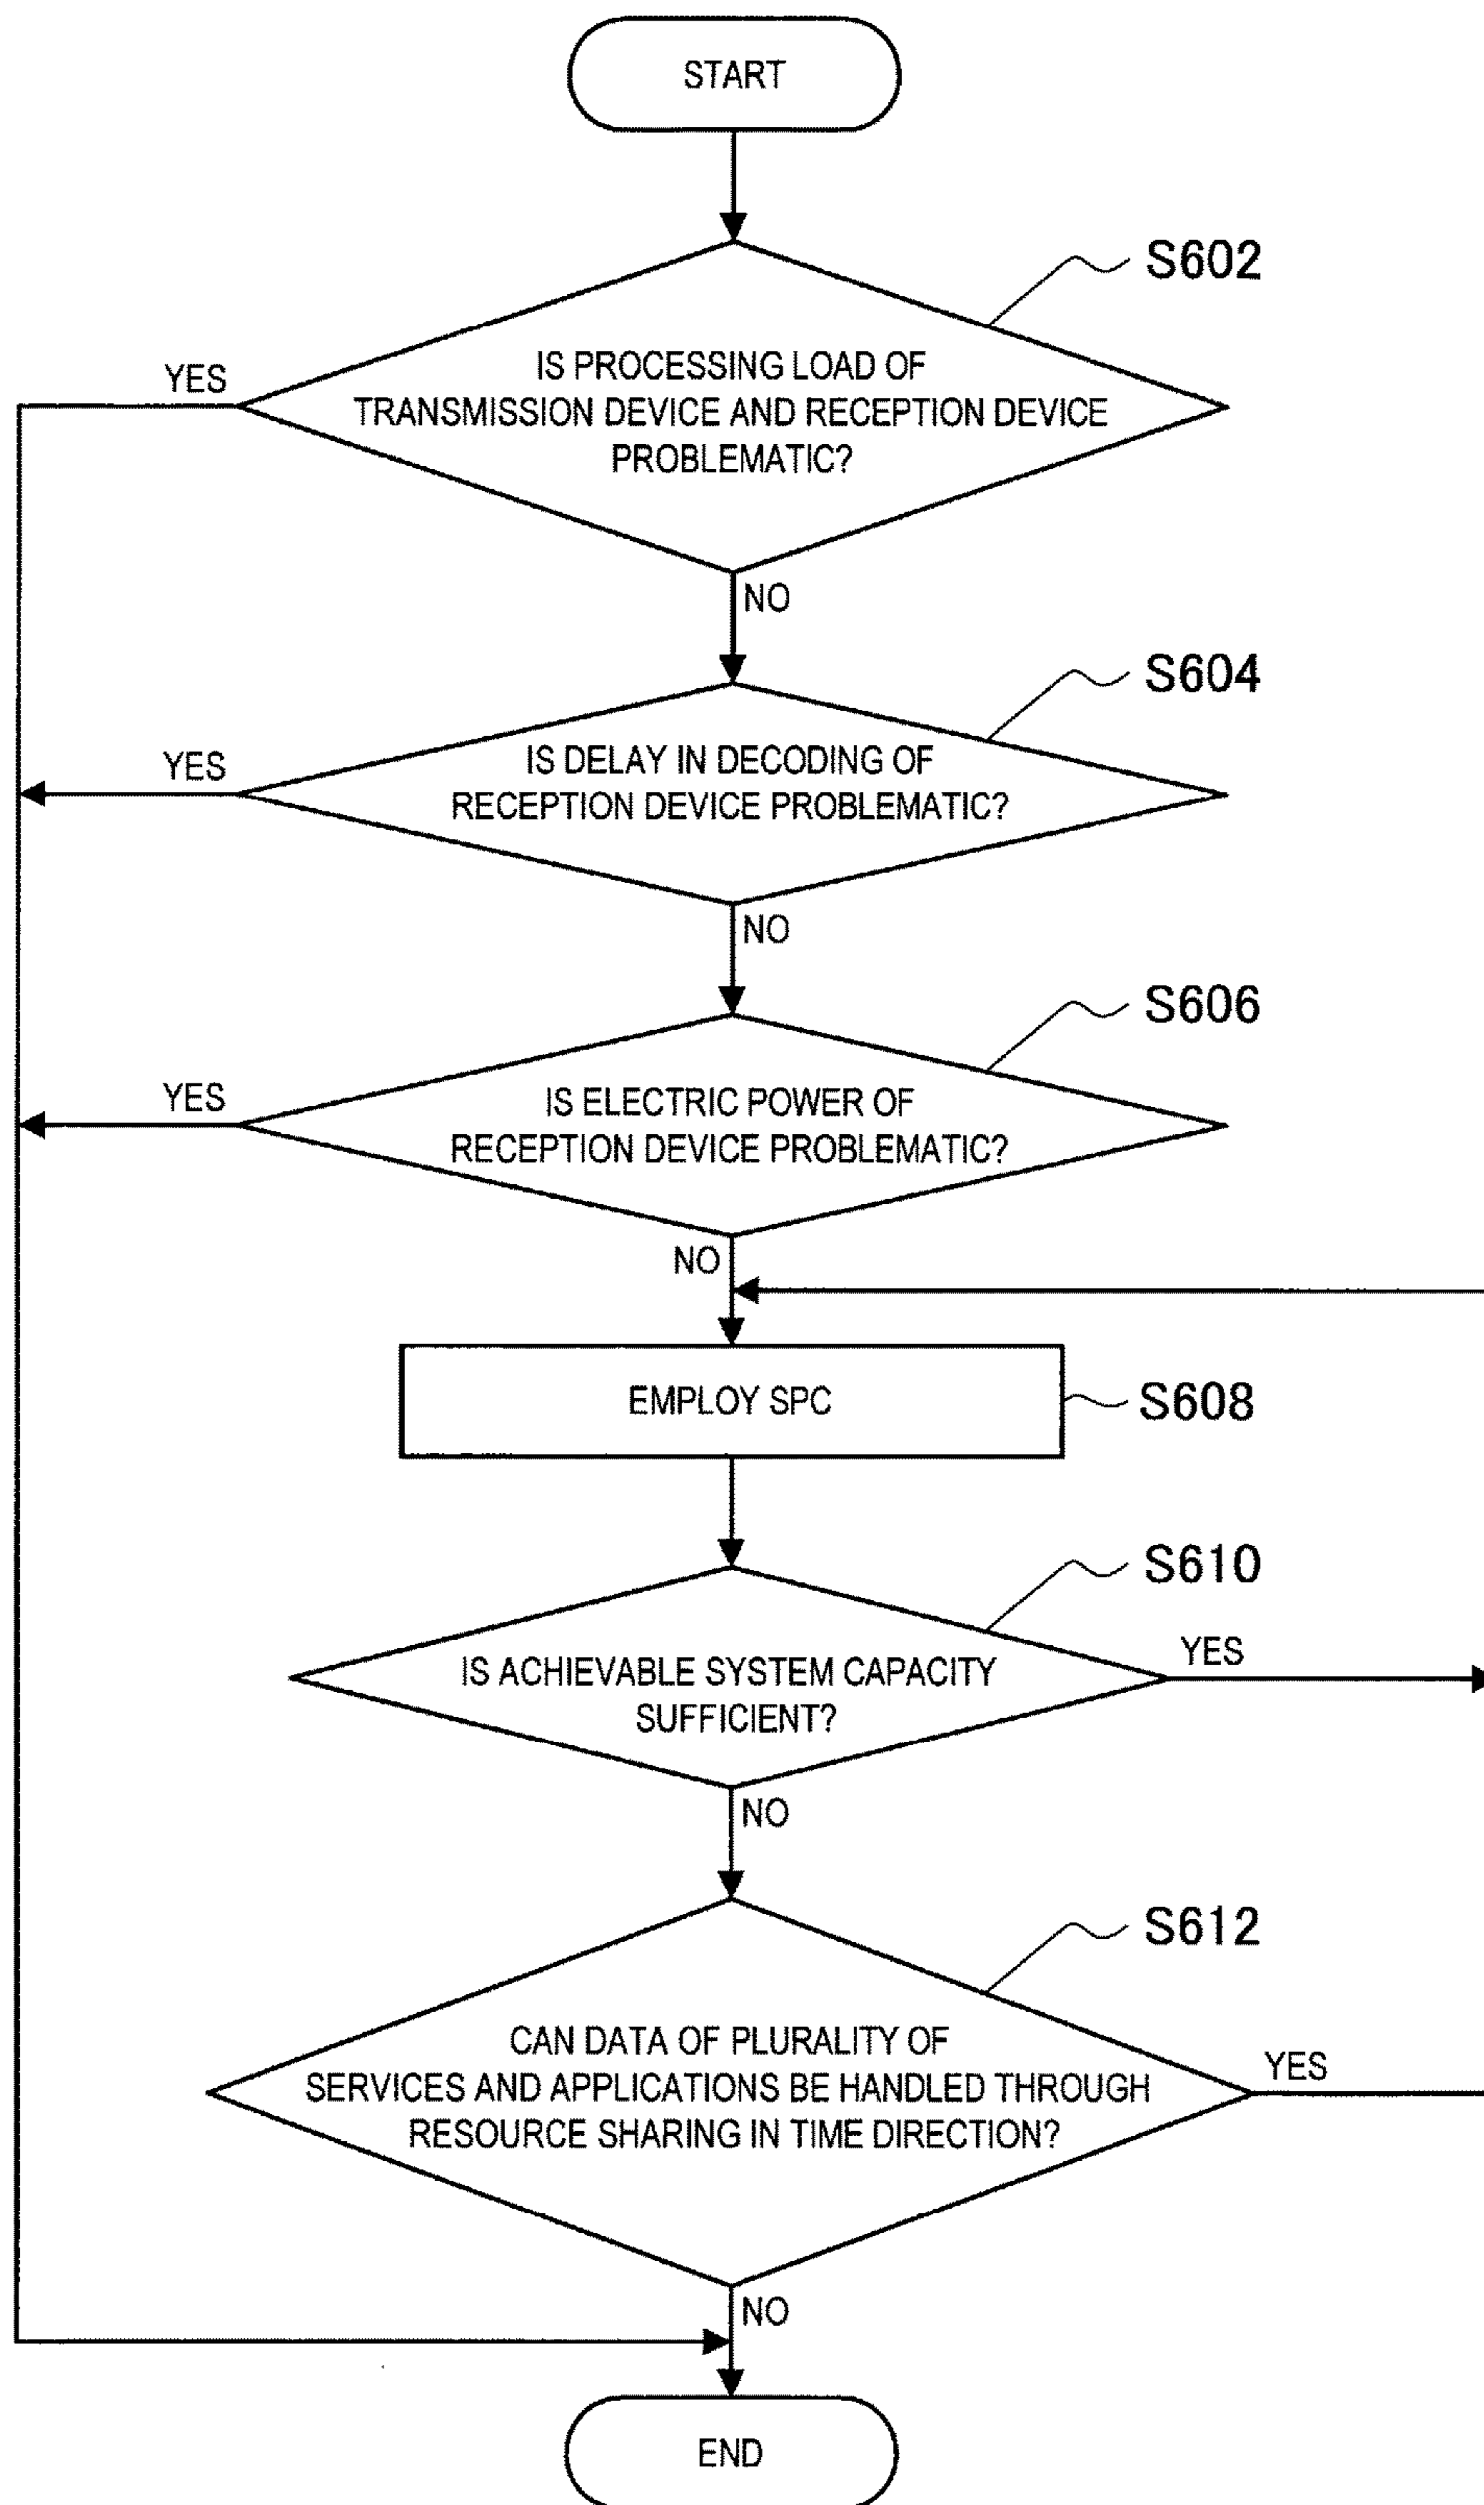 START
S602
IS PROCESSING LOAD OF
TRANSMISSION DEVICE AND RECEPTION DEVICE
PROBLEMATIC?
YES
NO
S604
IS DELAY IN DECODING OF
RECEPTION DEVICE PROBLEMATIC?
YES
NO
S606
IS ELECTRIC POWER OF
RECEPTION DEVICE PROBLEMATIC?
YES
NO
EMPLOY SPC
S608
S610
IS ACHIEVABLE SYSTEM CAPACITY
SUFFICIENT?
YES
NO
S612
CAN DATA OF PLURALITY OF
SERVICES AND APPLICATIONS BE HANDLED THROUGH
RESOURCE SHARING IN TIME DIRECTION?
YES
NO
END